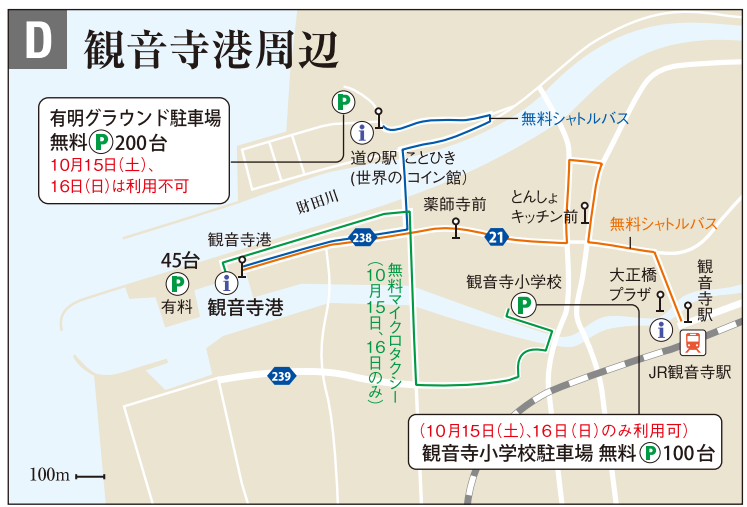 D
観音寺港周辺
有明グラウンド駐車場
無料P200台
10月15日(土)、
16日(日)は利用不可
P
i
道の駅 ことひき
(世界の コイン館)
無料シャトルバス
財田川
薬師寺前
とんしょ
キッチン前
238
21
無料シャトルバス
観音寺港
45台
P
有料
i
観音寺港
無料マイクロタクシー
(10月15日、16日のみ)
観音寺小学校
P
大正橋
プラザ
i
観音寺駅
JR観音寺駅
239
(10月15日(土)、16日(日)のみ利用可)
観音寺小学校駐車場 無料P100台
100m